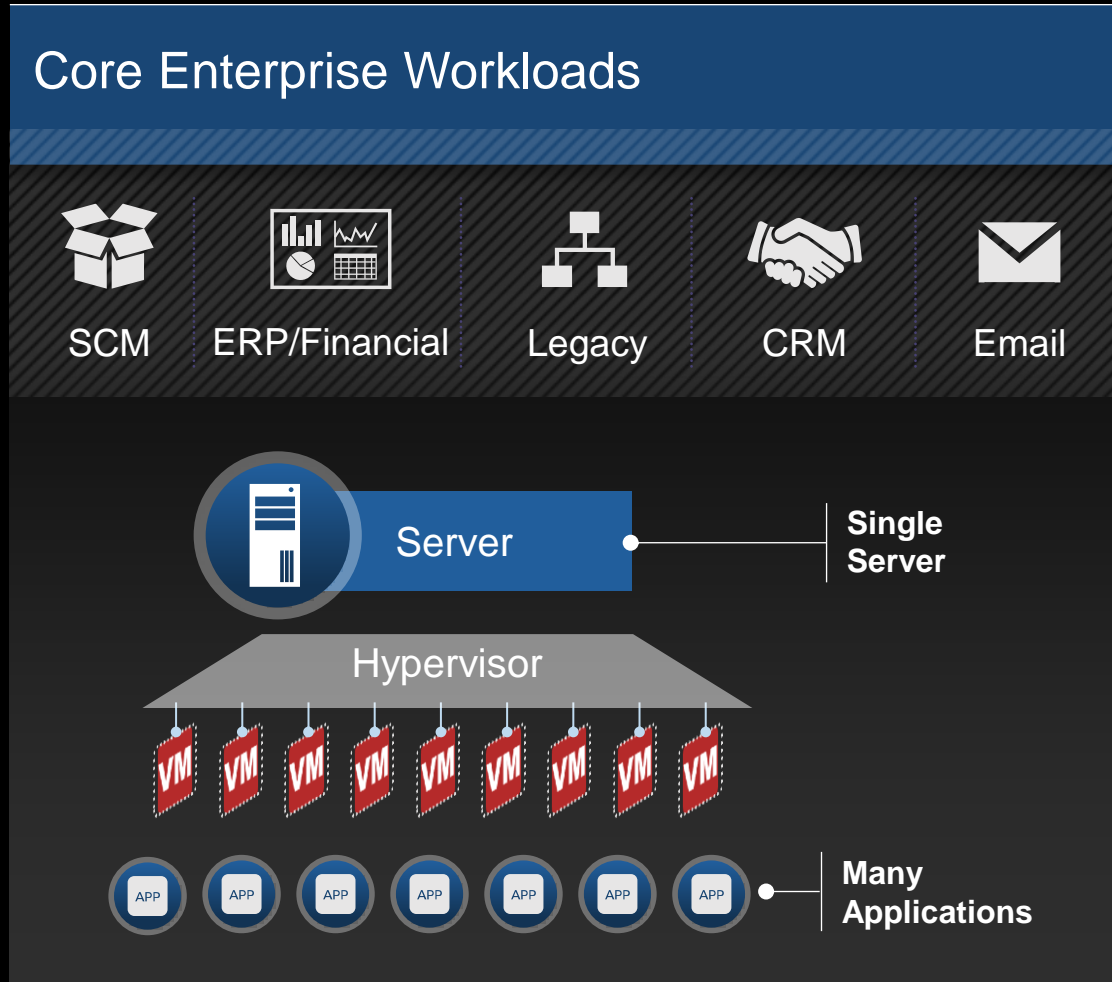 Core Enterprise Workloads
SCM
ERP/Financial
Legacy
CRM
Email
Server
Single
Server
Hypervisor
VM
VM
VM
VM
VM
VM
VM
VM
VM
APP
APP
APP
APP
APP
APP
APP
Many
Applications